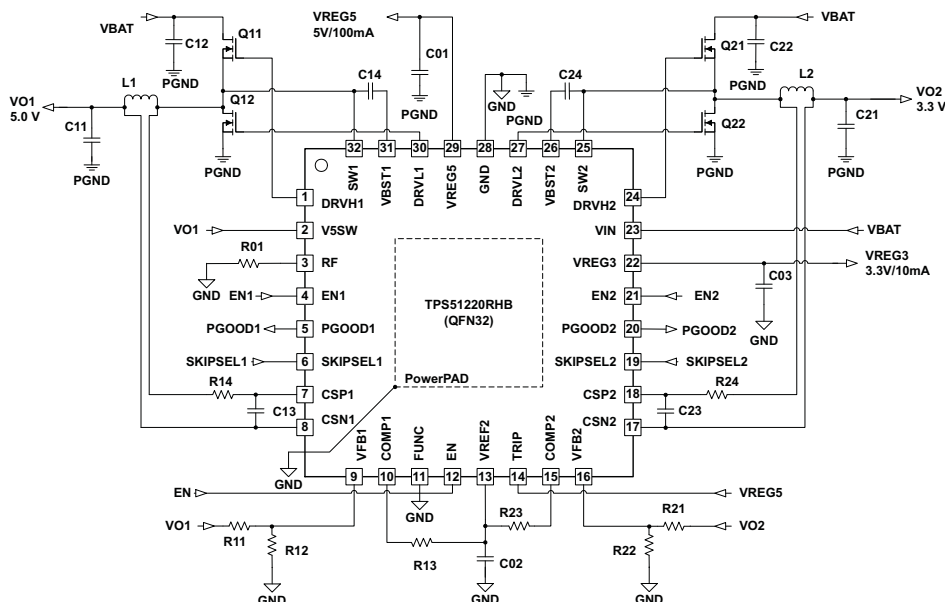 VBAT
Q11
C12
PGND
VREG5
5V/100mA
C01
PGND
Q21
VBAT
C22
PGND
L1
Q12
C14
GND
PGND
C24
Q22
L2
VO1
5.0 V
C11
PGND
PGND
VO2
3.3 V
C21
PGND
PGND
32
31
30
29
28
27
26
25
SW1
VBST1
DRVL1
VREG5
GND
DRVL2
VBST2
SW2
1
DRVH1
DRVH2
24
VO1
2
V5SW
VIN
23
VBAT
R01
GND
3
RF
VREG3
22
VREG3
3.3V/10mA
C03
GND
EN1
4
EN1
EN2
21
EN2
TPS51220RHB
(QFN32)
PGOOD1
5
PGOOD1
PGOOD2
20
PGOOD2
SKIPSEL1
6
SKIPSEL1
SKIPSEL2
19
SKIPSEL2
PowerPAD
R14
7
CSP1
CSP2
18
R24
C13
8
CSN1
CSN2
17
C23
GND
VFB1
COMP1
FUNC
EN
VREF2
TRIP
COMP2
VFB2
9
10
11
12
13
14
15
16
EN
GND
VREG5
VO1
R11
R12
GND
R13
R23
C02
GND
R21
VO2
R22
GND